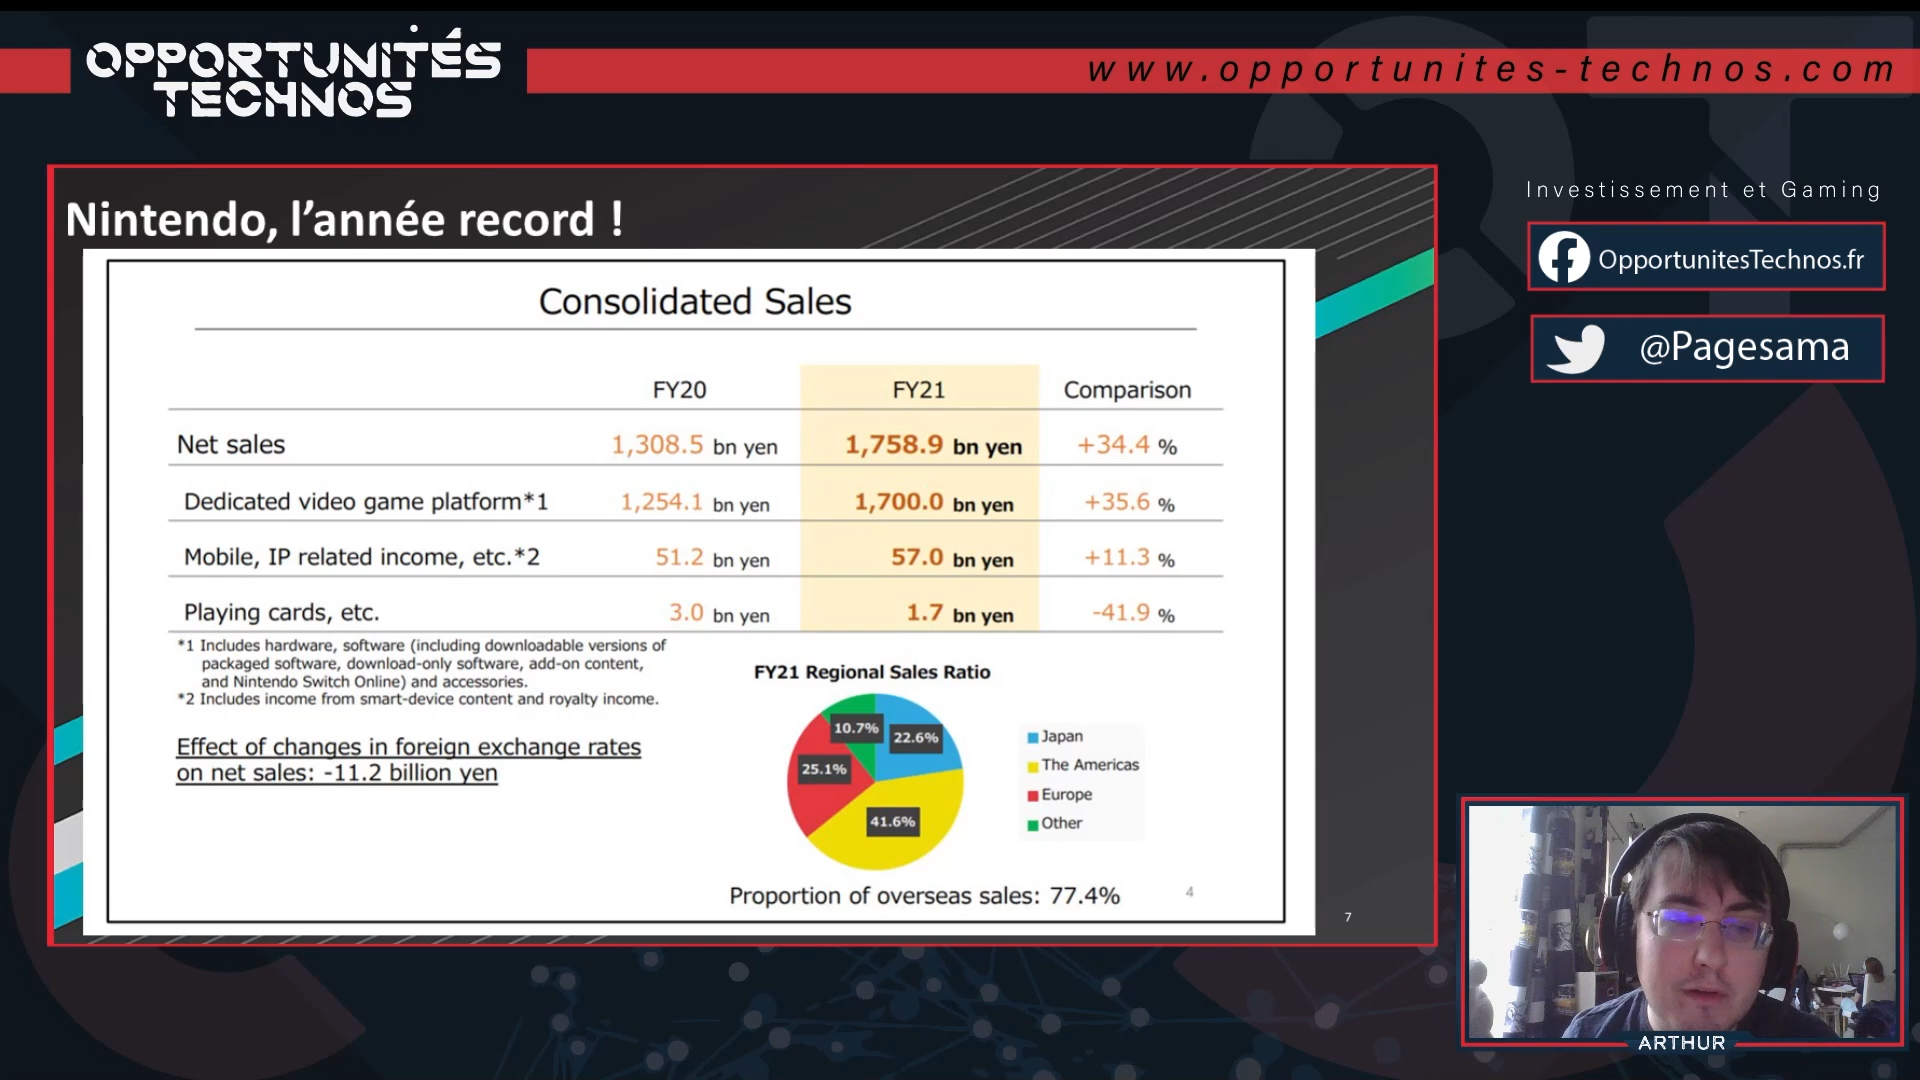 OPPORTUNITÉS
TECHNOS
www.opportunites-technos.com
Investissement et Gaming
OpportunitesTechnos.fr
@Pagesama
Nintendo, l’année record !
Consolidated Sales
FY20 FY21 Comparison
Net sales 1,308.5 bn yen 1,758.9 bn yen +34.4 %
Dedicated video game platform*1 1,254.1 bn yen 1,700.0 bn yen +35.6 %
Mobile, IP related income, etc.*2 51.2 bn yen 57.0 bn yen +11.3 %
Playing cards, etc. 3.0 bn yen 1.7 bn yen -41.9 %
*1 Includes hardware, software (including downloadable versions of
packaged software, download-only software, add-on content,
and Nintendo Switch Online) and accessories.
*2 Includes income from smart-device content and royalty income.
Effect of changes in foreign exchange rates
on net sales: -11.2 billion yen
FY21 Regional Sales Ratio
10.7%
22.6%
25.1%
41.6%
Japan
The Americas
Europe
Other
Proportion of overseas sales: 77.4%
4
7
ARTHUR